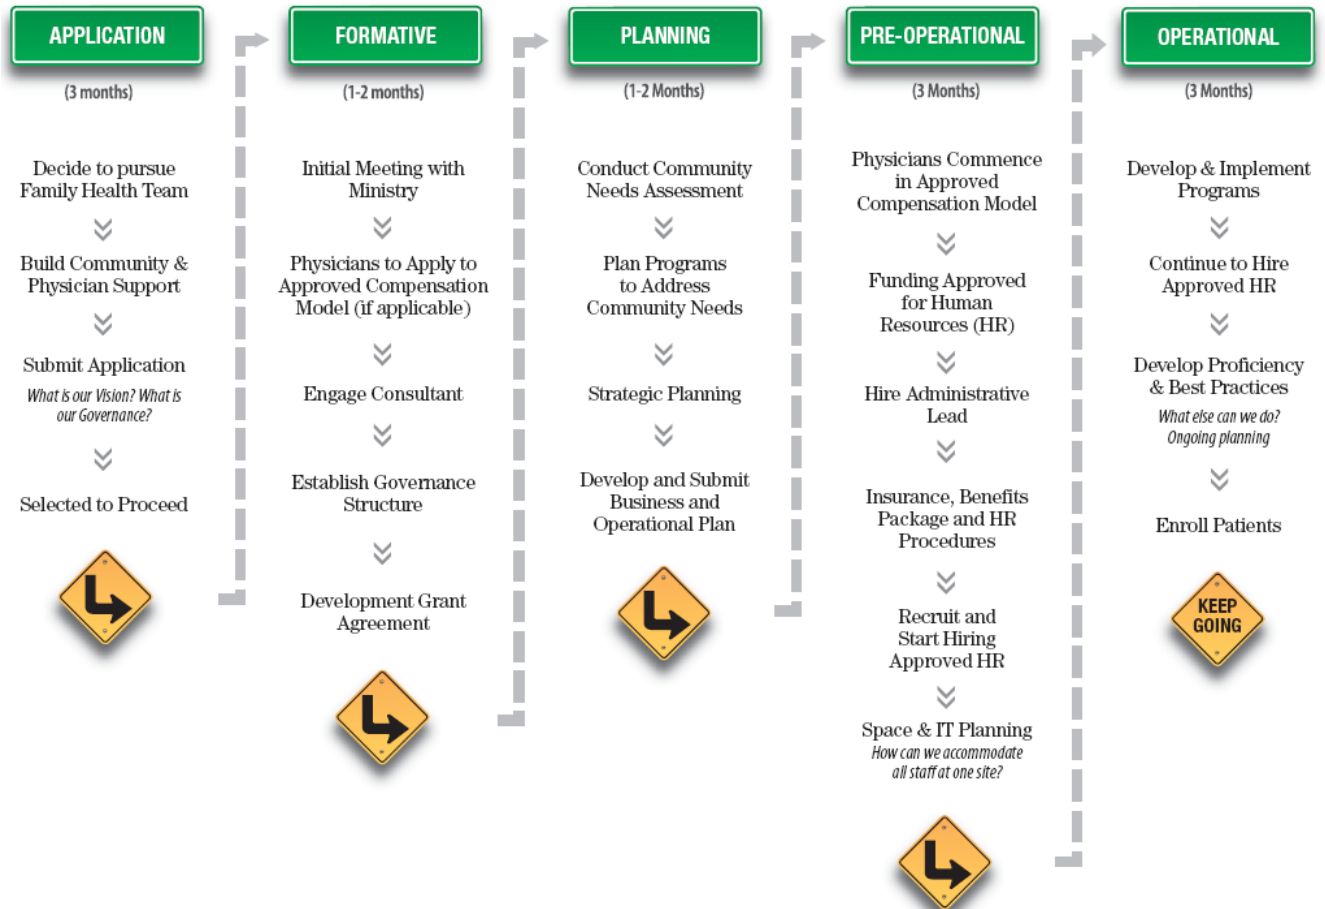 APPLICATION
(3 months)
Decide to pursue
Family Health Team
Build Community &
Physician Support
Submit Application
What is our Vision? What is
our Governance?
Selected to Proceed
FORMATIVE
(1-2 months)
Initial Meeting with
Ministry
Physicians to Apply to
Approved Compensation
Model (if applicable)
Engage Consultant
Establish Governance
Structure
Development Grant
Agreement
PLANNING
(1-2 Months)
Conduct Community
Needs Assessment
Plan Programs
to Address
Community Needs
Strategic Planning
Develop and Submit
Business and
Operational Plan
PRE-OPERATIONAL
(3 Months)
Physicians Commence
in Approved
Compensation Model
Funding Approved
for Human
Resources (HR)
Hire Administrative
Lead
Insurance, Benefits
Package and HR
Procedures
Recruit and
Start Hiring
Approved HR
Space & IT Planning
How can we accommodate
all staff at one site?
OPERATIONAL
(3 Months)
Develop & Implement
Programs
Continue to Hire
Approved HR
Develop Proficiency
& Best Practices
What else can we do?
Ongoing planning
Enroll Patients
KEEP
GOING